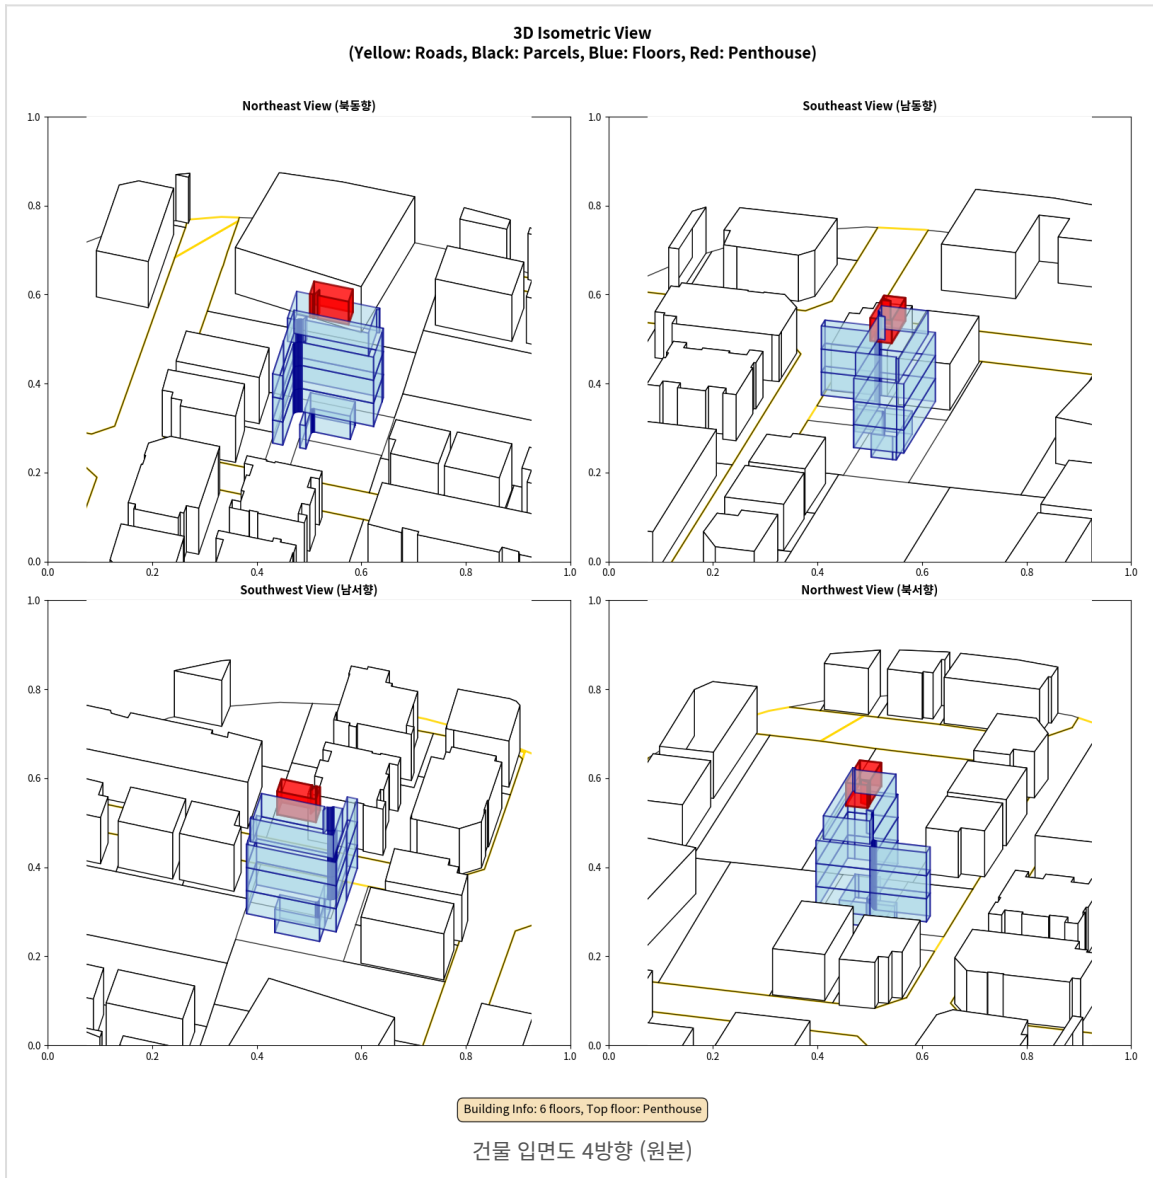 3D Isometric View
(Yellow: Roads, Black: Parcels, Blue: Floors, Red: Penthouse)
Northeast View (북동향)
Southeast View (남동향)
1.0
0.8
0.6
0.4
0.2
0.0
0.0 0.2 0.4 0.6 0.8 1.0
1.0
0.8
0.6
0.4
0.2
0.0
0.0 0.2 0.4 0.6 0.8 1.0
Southwest View (남서향)
Northwest View (북서향)
1.0
0.8
0.6
0.4
0.2
0.0
0.0 0.2 0.4 0.6 0.8 1.0
1.0
0.8
0.6
0.4
0.2
0.0
0.0 0.2 0.4 0.6 0.8 1.0
Building Info: 6 floors, Top floor: Penthouse
건물 입면도 4방향 (원본)